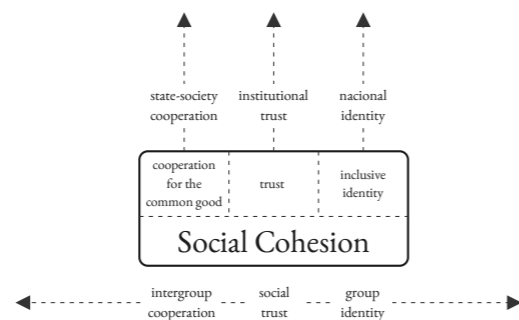 state-society institutional nacional
cooperation trust identity
cooperation
for the
common good
trust
inclusive
identity
Social Cohesion
intergroup social group
cooperation trust identity